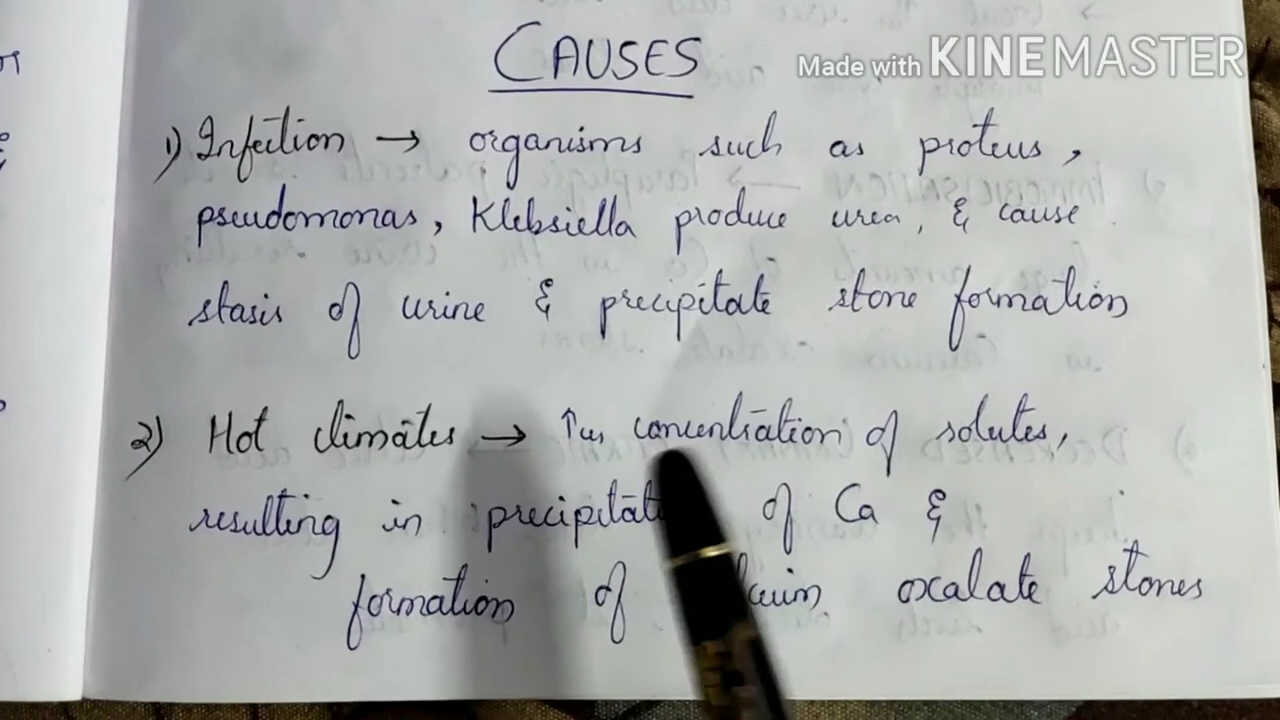 CAUSES
Made with KINEMASTER
1) Infection → organisms such as proteus,
pseudomonas, Klebsiella produce urea, & cause
stasis of urine & precipitate stone formation
2) Hot climates → ↑es concentration of solutes,
resulting in of Ca &
formation of oxalate stones